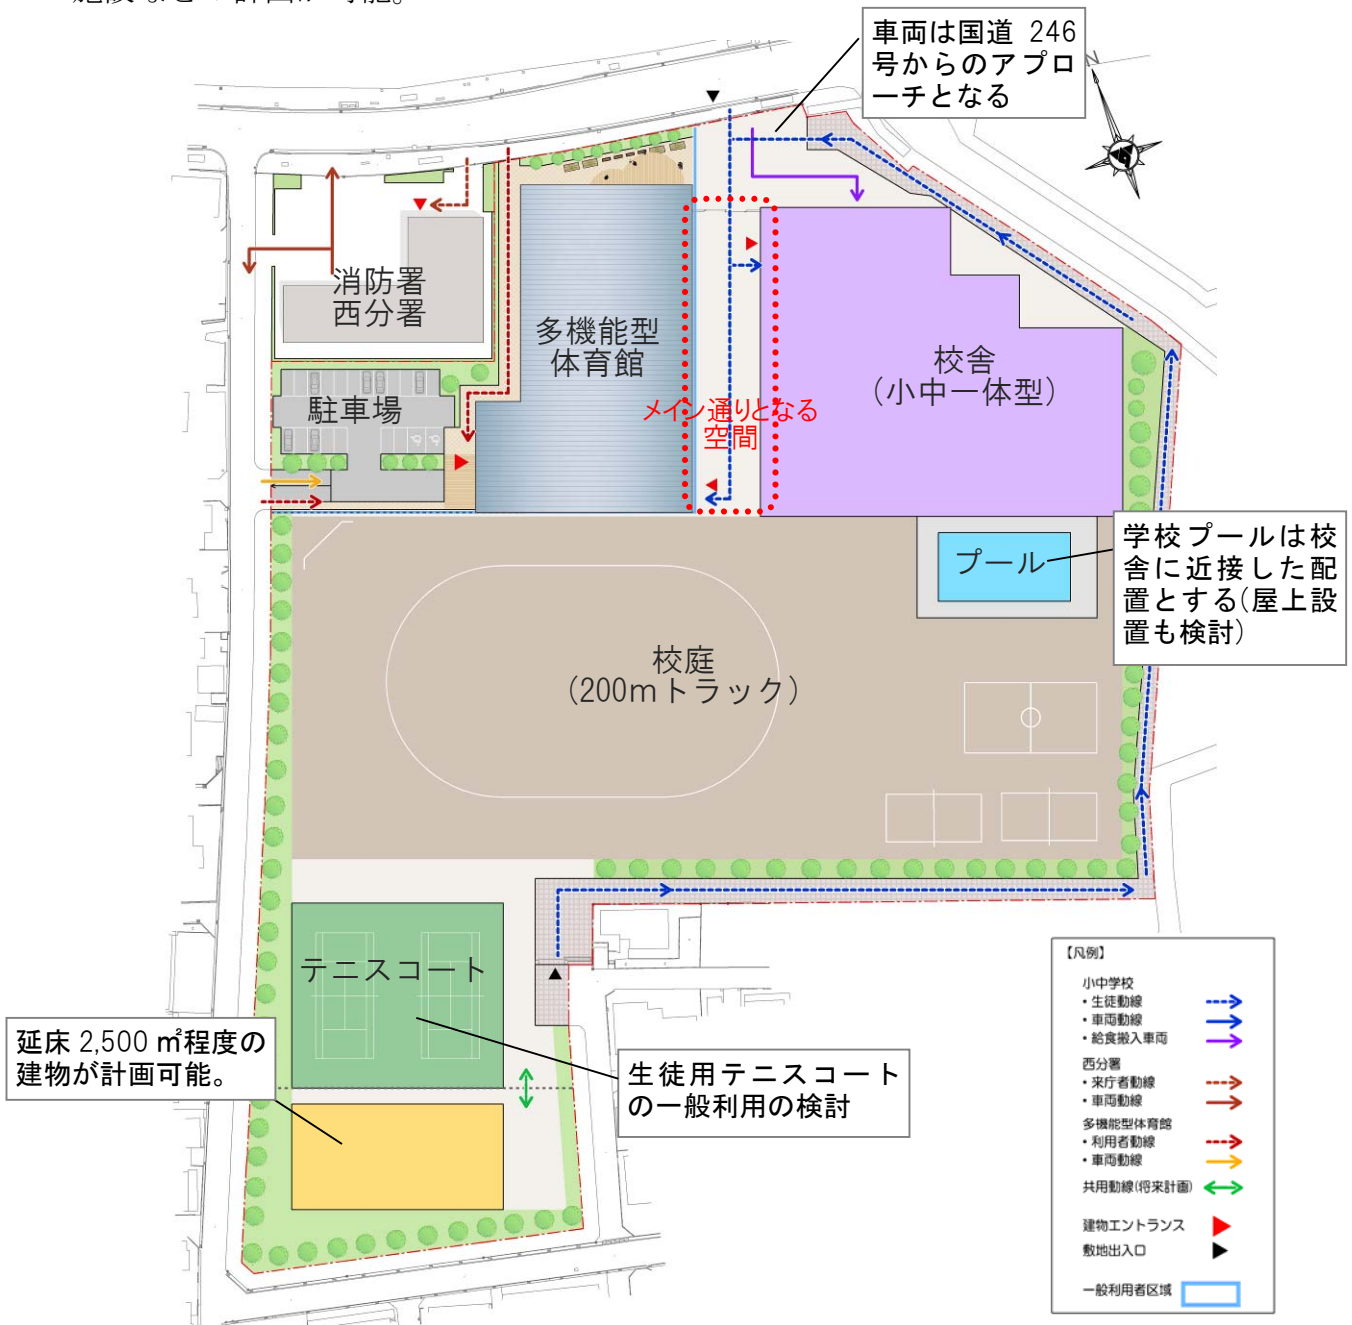 施設などの計画が可能。
車両は国道 246
号からのアプロ
ーチとなる
N
消防署
西分署
多機能型
体育館
校舎
(小中一体型)
駐車場
メイン通りとなる
空間
プール
学校プールは校
舎に近接した配
置とする(屋上設
置も検討)
校庭
(200mトラック)
テニスコート
延床 2,500 ㎡程度の
建物が計画可能。
生徒用テニスコート
の一般利用の検討
【凡例】
小中学校
・生徒動線
・車両動線
・給食搬入車両
西分署
・来庁者動線
・車両動線
多機能型体育館
・利用者動線
・車両動線
共用動線(将来計画)
建物エントランス
敷地出入口
一般利用者区域